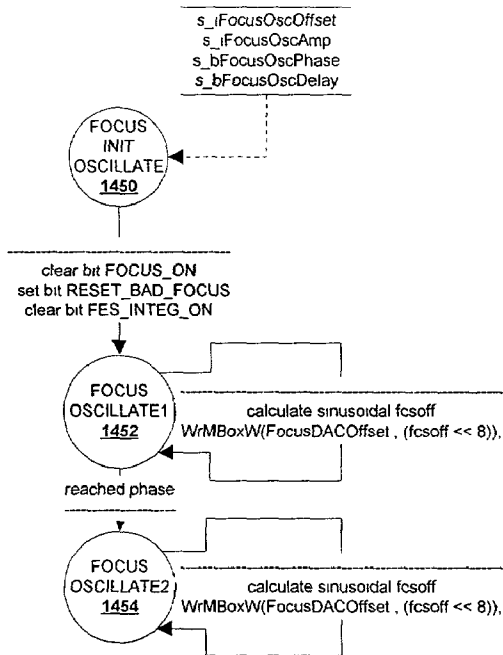 s_iFocusOscOffset
s_iFocusOscAmp
s_bFocusOscPhase
s_bFocusOscDelay
FOCUS
INIT
OSCILLATE
1450
clear bit FOCUS_ON
set bit RESET_BAD_FOCUS
clear bit FES_INTEG_ON
FOCUS
OSCILLATE1
1452
calculate sinusoidal fcsoff
WrMBoxW(FocusDACOffset , (fcsoff << 8)),
reached phase
FOCUS
OSCILLATE2
1454
calculate sinusoidal fcsoff
WrMBoxW(FocusDACOffset , (fcsoff << 8)),